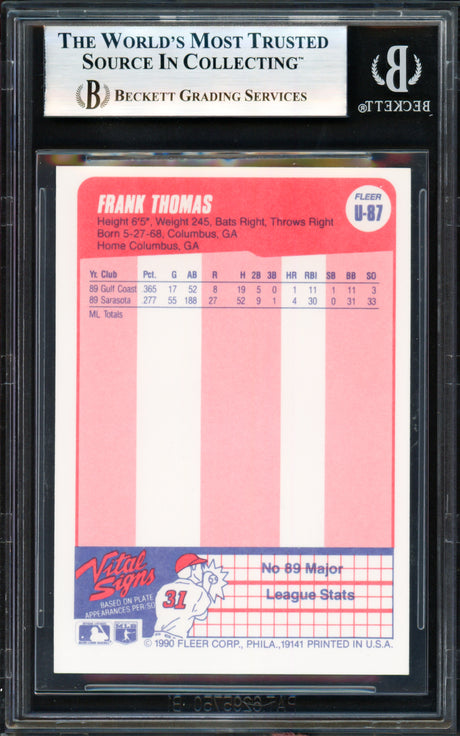 THE WORLD'S MOST TRUSTED
SOURCE IN COLLECTING™
B BECKETT GRADING SERVICES
B
BECKETT®
FRANK THOMAS
FLEER
U-87
Height 6'5", Weight 245, Bats Right, Throws Right
Born 5-27-68, Columbus, GA
Home Columbus, GA
Yr. Club Pct. G AB R H 2B 3B HR RBI SB BB SO
89 Gulf Coast .365 17 52 8 19 5 0 1 11 1 11 3
89 Sarasota .277 55 188 27 52 9 1 4 30 0 31 33
ML Totals
Vital
Signs
BASED ON PLATE
APPEARANCES PER/SO
31
No 89 Major
League Stats
© 1990 FLEER CORP., PHILA., 19141 PRINTED IN U.S.A.